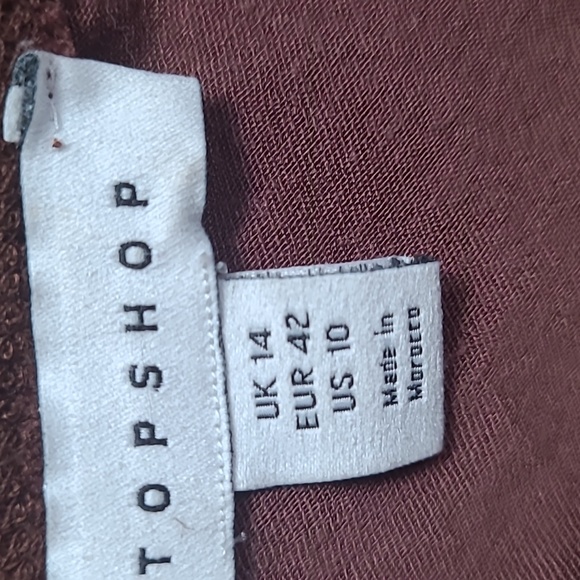 TOPSHOP
UK 14
EUR 42
US 10
Made in
Morocco